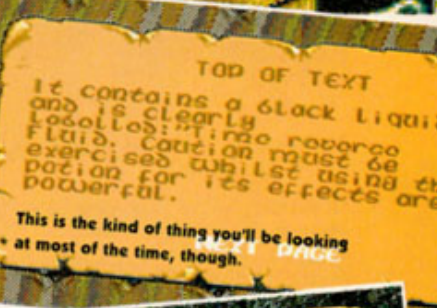 TOP OF TEXT
It contains a black liquid
and is clearly
labelled:"Time reverse
Fluid. Caution must be
exercised whilst using th
potion for its effects are
powerful.
This is the kind of thing you'll be looking
at most of the time, though.
NEXT PAGE